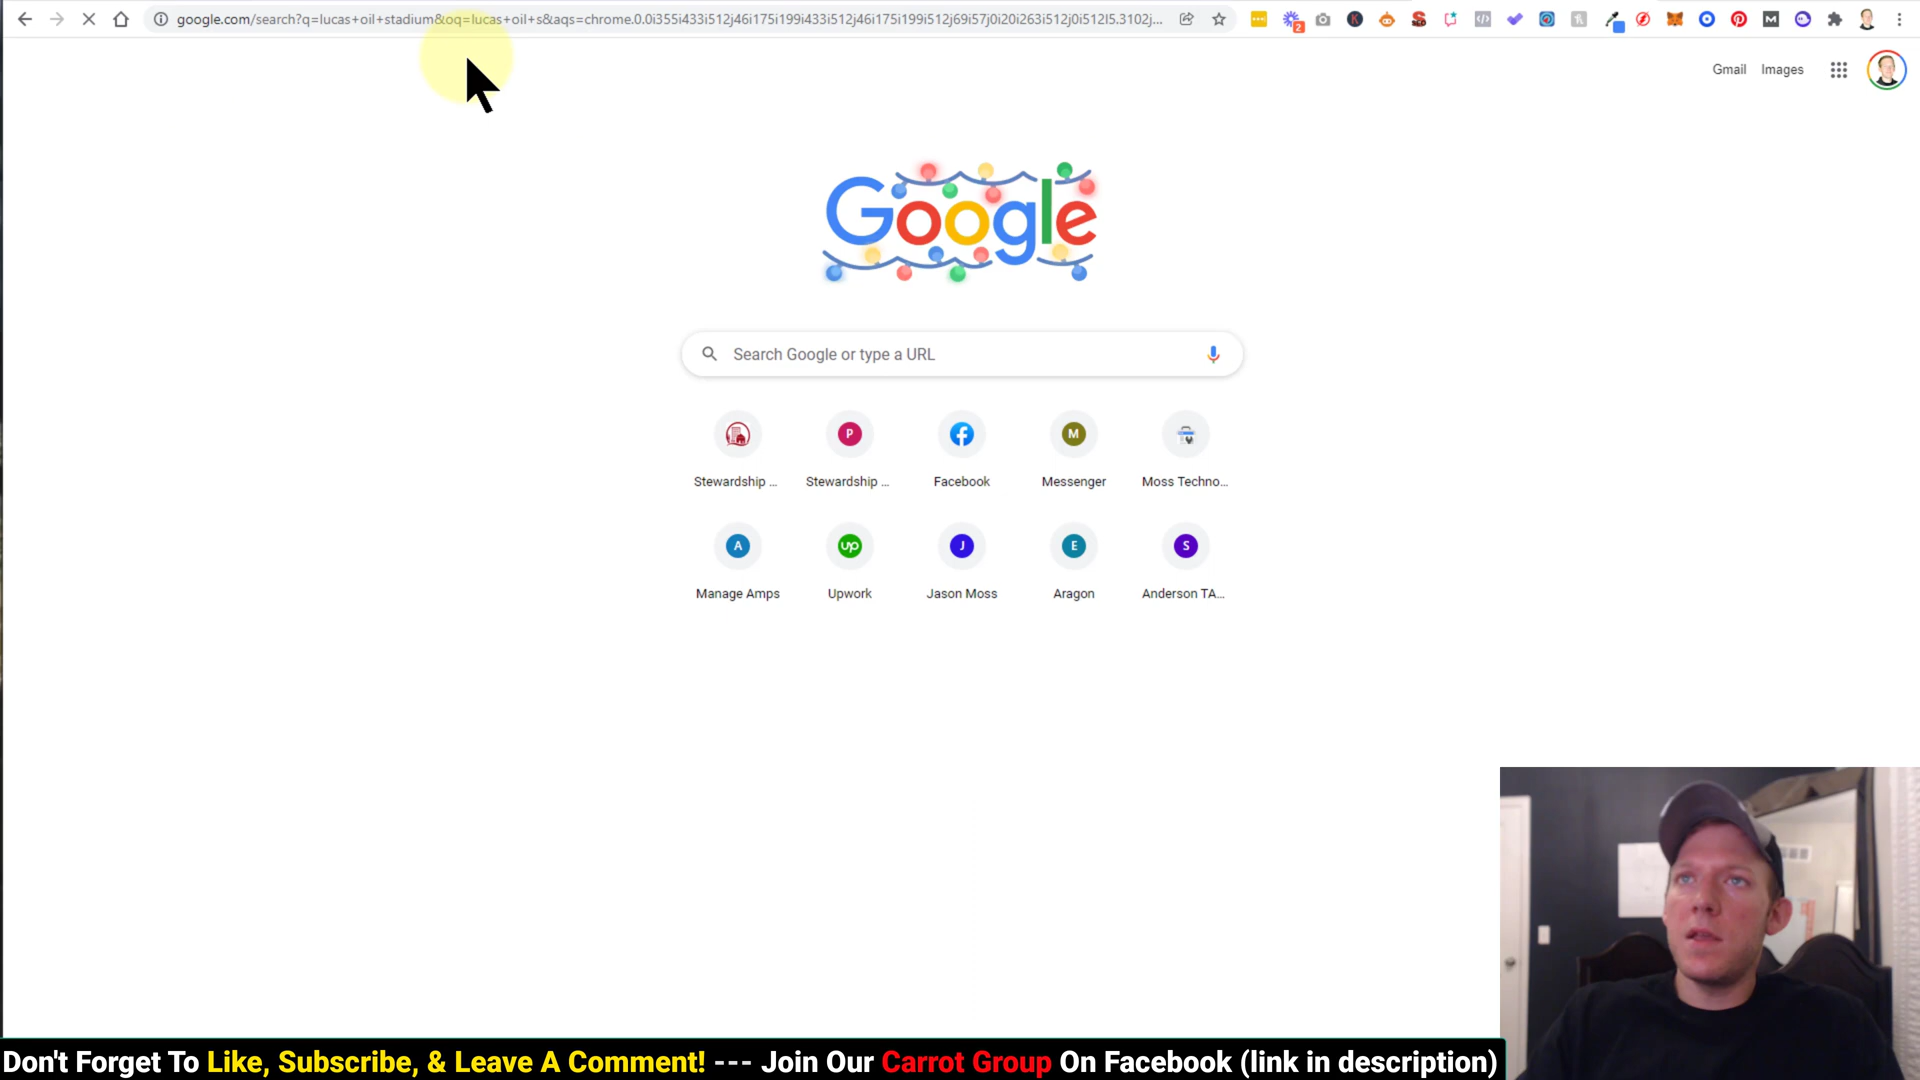 google.com/search?q=lucas+oil+stadium&oq=lucas+oil+s&aqs=chrome.0.0i355i433i512j46i175i199i433i512j46i175i199i512j69i57j0i20i263i512j0i512l5.3102j...
2
Gmail Images
Google
Search Google or type a URL
P M
Stewardship ... Stewardship ... Facebook Messenger Moss Techno...
A up J E S
Manage Amps Upwork Jason Moss Aragon Anderson TA...
Don't Forget To Like, Subscribe, & Leave A Comment! --- Join Our Carrot Group On Facebook (link in description)